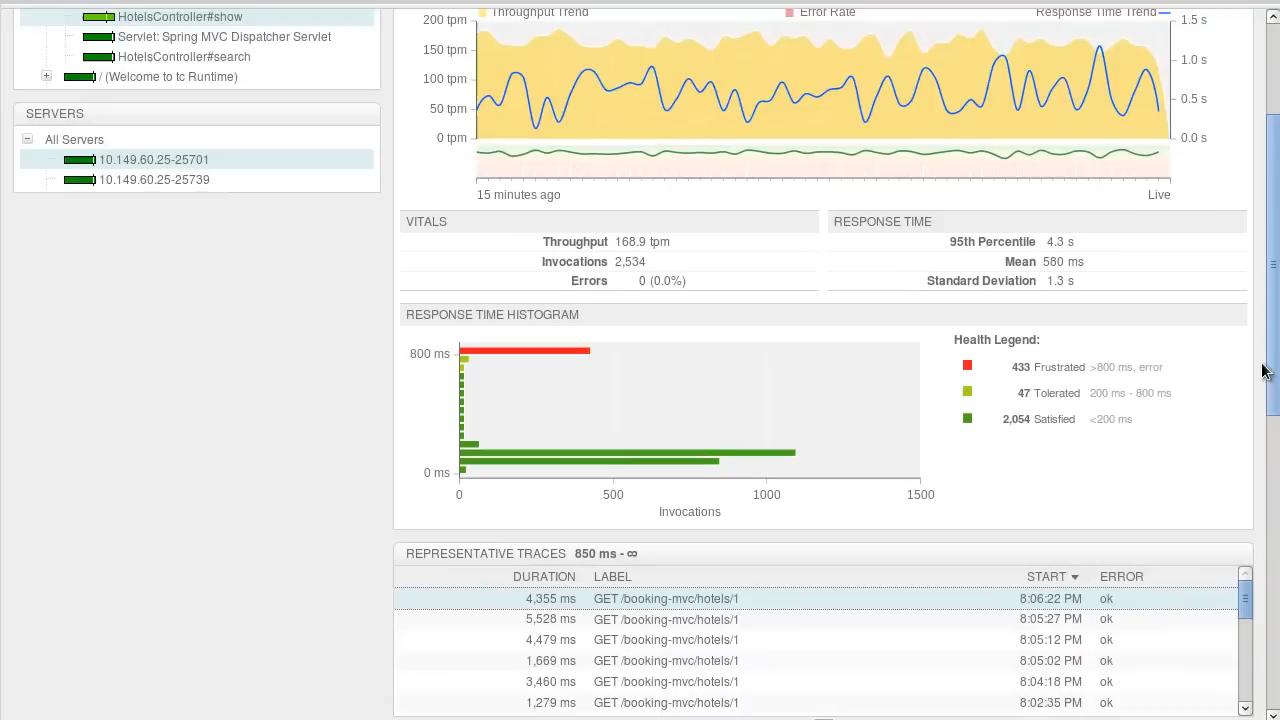 HotelsController#show
Servlet: Spring MVC Dispatcher Servlet
HotelsController#search
/ (Welcome to tc Runtime)
SERVERS
All Servers
10.149.60.25-25701
10.149.60.25-25739
Throughput Trend Error Rate Response Time Trend
200 tpm 1.5 s
150 tpm
1.0 s
100 tpm
50 tpm 0.5 s
0 tpm 0.0 s
15 minutes ago Live
VITALS
Throughput 168.9 tpm
Invocations 2,534
Errors 0 (0.0%)
RESPONSE TIME
95th Percentile 4.3 s
Mean 580 ms
Standard Deviation 1.3 s
RESPONSE TIME HISTOGRAM
800 ms
0 ms
0 500 1000 1500
Invocations
Health Legend:
433 Frustrated >800 ms, error
47 Tolerated 200 ms - 800 ms
2,054 Satisfied <200 ms
REPRESENTATIVE TRACES 850 ms - ∞
DURATION LABEL START ERROR
4,355 ms GET /booking-mvc/hotels/1 8:06:22 PM ok
5,528 ms GET /booking-mvc/hotels/1 8:05:27 PM ok
4,479 ms GET /booking-mvc/hotels/1 8:05:12 PM ok
1,669 ms GET /booking-mvc/hotels/1 8:05:02 PM ok
3,460 ms GET /booking-mvc/hotels/1 8:04:18 PM ok
1,279 ms GET /booking-mvc/hotels/1 8:02:35 PM ok